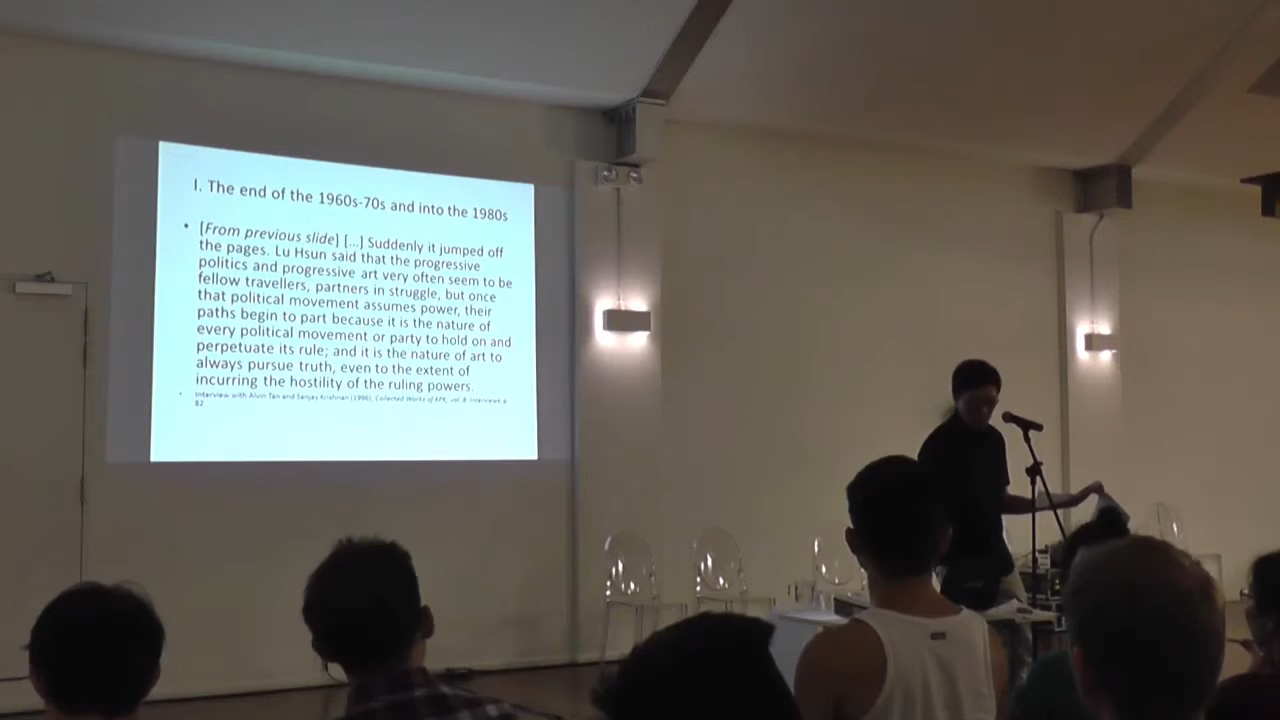 I. The end of the 1960s-70s and into the 1980s
• [From previous slide] [...] Suddenly it jumped off
the pages. Lu Hsun said that the progressive
politics and progressive art very often seem to be
fellow travellers, partners in struggle, but once
that political movement assumes power, their
paths begin to part because it is the nature of
every political movement or party to hold on and
perpetuate its rule; and it is the nature of art to
always pursue truth, even to the extent of
incurring the hostility of the ruling powers.
• Interview with Alvin Tan and Sanjay Krishnan (1996), Collected Works of KPK, vol. 8: Interviews p.
82.